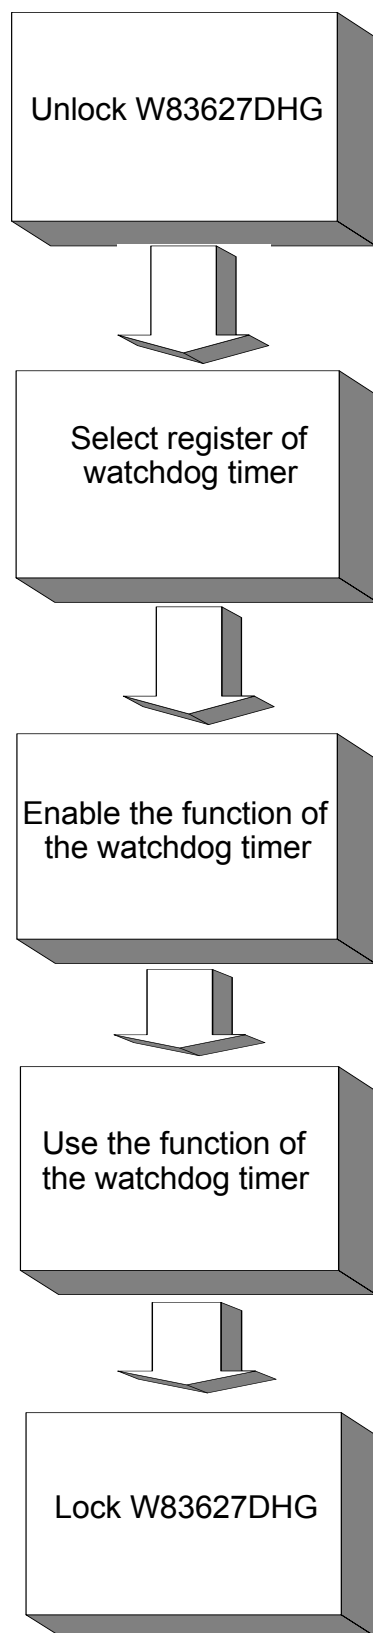 Unlock W83627DHG
Select register of
watchdog timer
Enable the function of
the watchdog timer
Use the function of
the watchdog timer
Lock W83627DHG